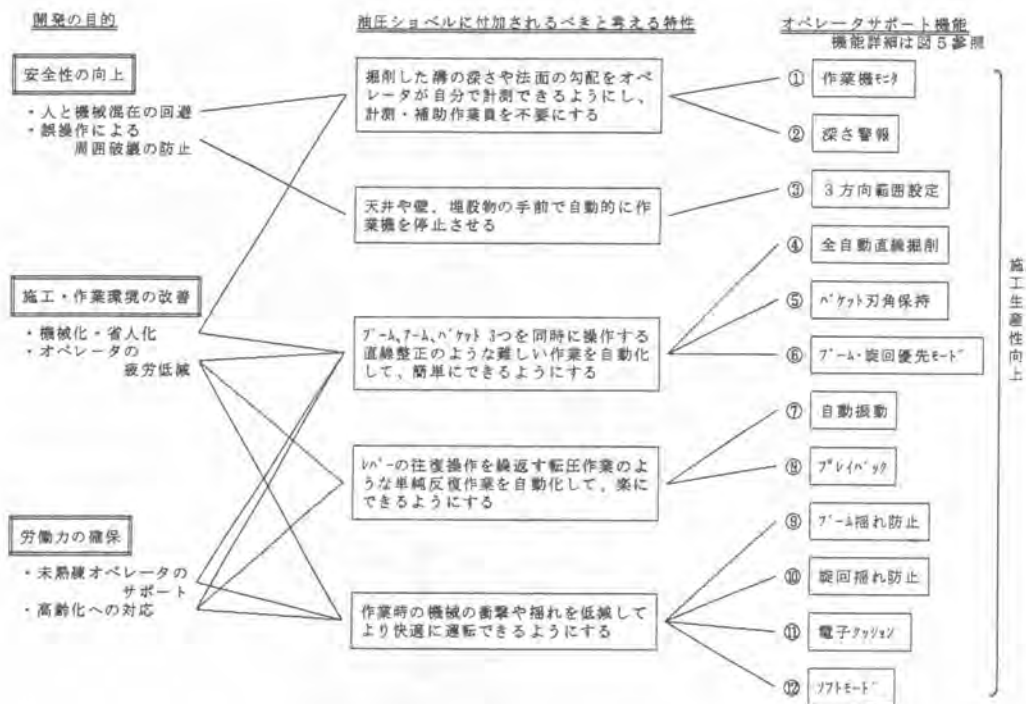 開発の目的
安全性の向上
・人と機械混在の回避
・誤操作による
周囲破壊の防止
施工・作業環境の改善
・機械化・省人化
・オペレータの
疲労低減
労働力の確保
・未熟練オペレータの
サポート
・高齢化への対応
油圧ショベルに付加されるべきと考える特性
掘削した溝の深さや法面の勾配をオペ
レータが自分で計測できるようにし、
計測・補助作業員を不要にする
天井や壁、埋設物の手前で自動的に作
業機を停止させる
ブーム、アーム、バケット 3つを同時に操作する
直線整正のような難しい作業を自動化
して、簡単にできるようにする
レバーの往復操作を繰返す転圧作業のよ
うな単純反復作業を自動化して、楽に
できるようにする
作業時の機械の衝撃や揺れを低減して
より快適に運転できるようにする
オペレータサポート機能
機能詳細は図5参照
① 作業機モニタ
② 深さ警報
③ 3方向範囲設定
④ 全自動直線掘削
⑤ バケット刃角保持
⑥ ブーム・旋回優先モード
⑦ 自動振動
⑧ プレイバック
⑨ ブーム揺れ防止
⑩ 旋回揺れ防止
⑪ 電子クッション
⑫ ソフトモード
施工生産性向上